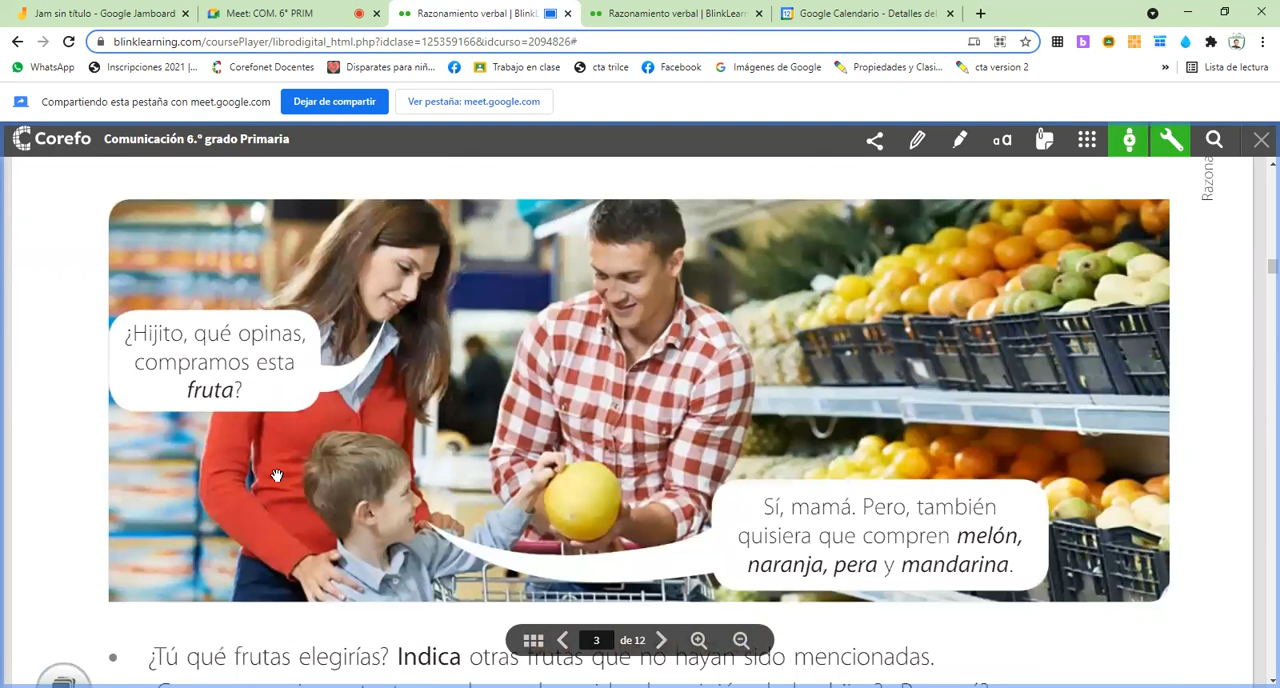 Jam sin título - Google Jamboard
Meet: COM. 6° PRIM
Razonamiento verbal | BlinkL
Razonamiento verbal | BlinkLear
Google Calendario - Detalles del
blinklearning.com/coursePlayer/librodigital_html.php?idclase=125359166&idcurso=2094826#
WhatsApp
Inscripciones 2021 |...
Corefonet Docentes
Disparates para niñ...
Trabajo en clase
cta trilce
Facebook
Imágenes de Google
Propiedades y Clasi...
cta version 2
»
Lista de lectura
Compartiendo esta pestaña con meet.google.com
Dejar de compartir
Ver pestaña: meet.google.com
Corefo
Comunicación 6.º grado Primaria
aa
Razona
¿Hijito, qué opinas,
compramos esta
fruta?
Sí, mamá. Pero, también
quisiera que compren melón,
naranja, pera y mandarina.
3 de 12
• ¿Tú qué frutas elegirías? Indica otras frutas que no hayan sido mencionadas.